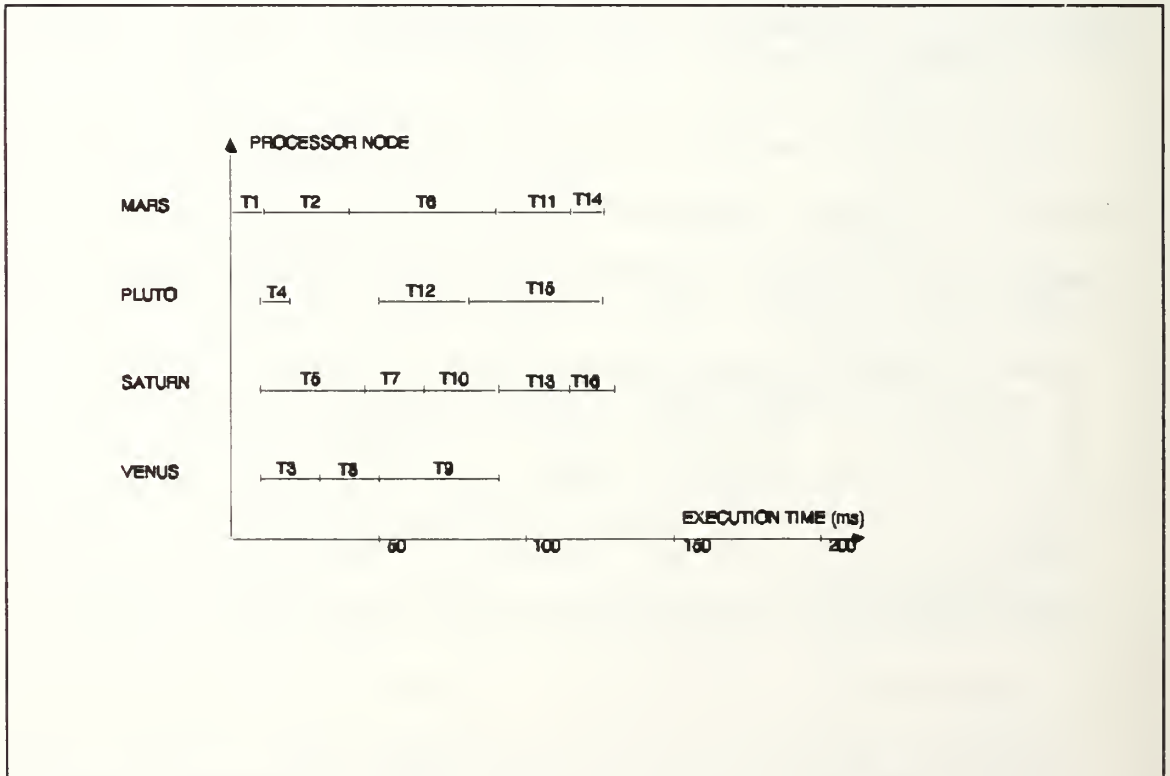 PROCESSOR NODE
MARS T1 T2 T6 T11 T14
PLUTO T4 T12 T15
SATURN T5 T7 T10 T13 T16
VENUS T3 T8 T9
EXECUTION TIME (ms)
50 100 150 200